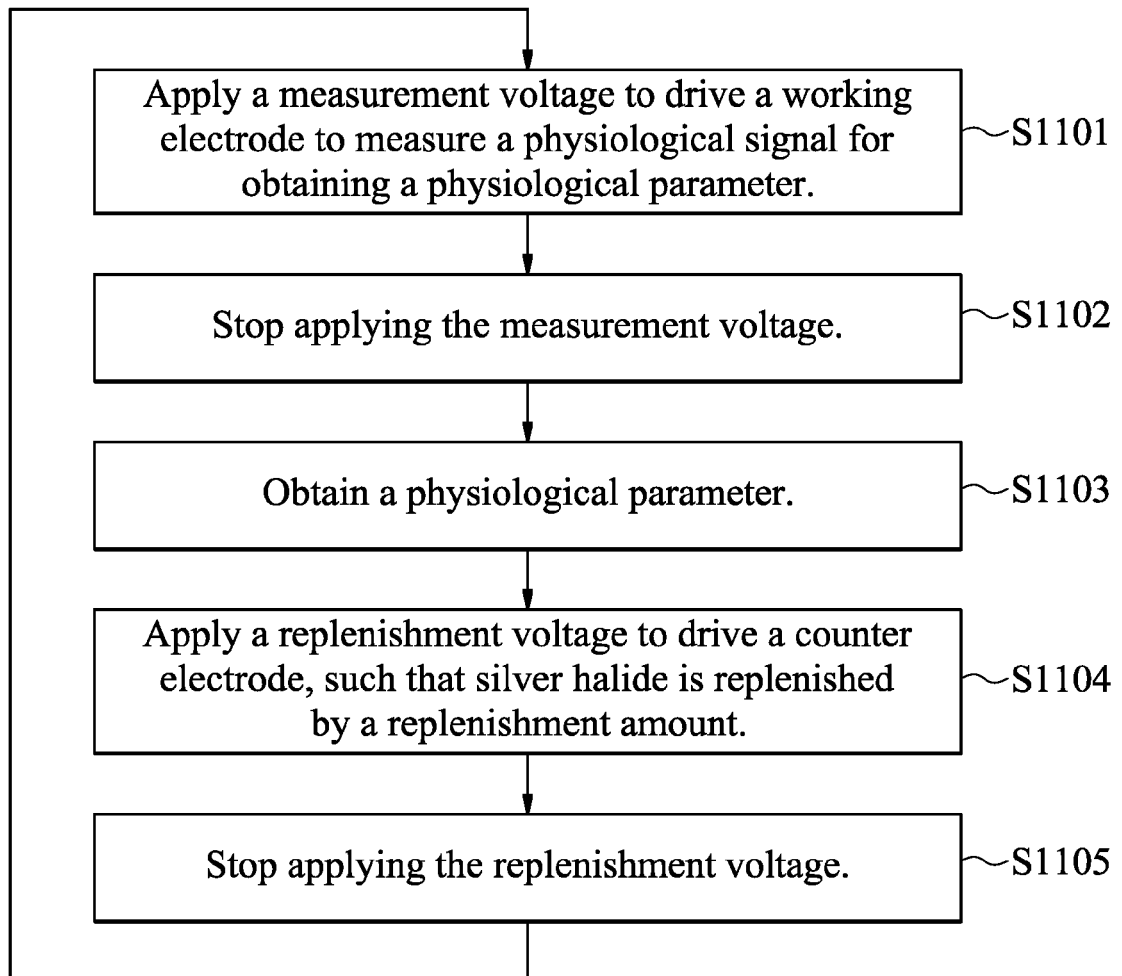 Apply a measurement voltage to drive a working
electrode to measure a physiological signal for
obtaining a physiological parameter.
S1101
Stop applying the measurement voltage.
S1102
Obtain a physiological parameter.
S1103
Apply a replenishment voltage to drive a counter
electrode, such that silver halide is replenished
by a replenishment amount.
S1104
Stop applying the replenishment voltage.
S1105